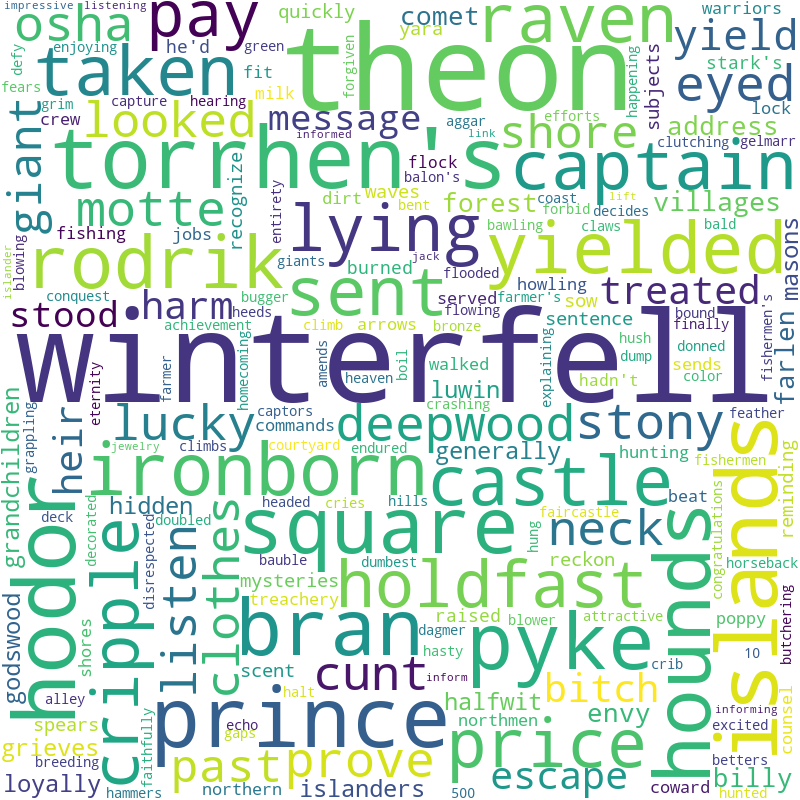 impressive
listening
osha
pay
quickly
comet
yara
raven
warriors
yield
enjoying
he'd
green
forgiven
theon
happening
subjects
stark's
defy
fears
taken
fit
milk
eyed
lock
grim
capture
hearing
looked
message
aggar
efforts
link
shore
address
crew
informed
clutching
gelmarr
giant
torrhen's
balon's
captain
flock
recognize
entirety
dirt
waves
bent
forest
coast
forbid
lift
decides
villages
motte
fishing
jobs
lying
bawling
claws
bald
masons
islander
blowing
rodrik
giants
burned
jack
flooded
yielded
howling
conquest
bugger
sent
served
flowing
farmer's
sow
treated
stood
harm
heeds
achievement
climb
arrows
bronze
sentence
bound
finally
fishermen's
farlen
Winterfell
eternity
farmer
homecoming
amends
heaven
boil
walked
explaining
hush
dump
donned
sends
color
luwin
hadn't
grandchildren
grappling
heir
jewelry
lucky
captors
commands
crashing
deepwood
stony
feather
climbs
courtyard
endured
generally
hunting
fishermen
reminding
ironborn
castle
hodor
deck
decorated
cripple
hidden
doubled
headed
cries
hills
faircastle
beat
islands
disrespected
listen
clothes
square
hung
neck
hounds
congratulations
horseback
bauble
dumbest
reckon
mysteries
holdfast
godswood
shores
treachery
raised
blower
attractive
poppy
butchering
bran
dagmer
pyke
scent
hasty
crib
10
cunt
inform
alley
faithfully
prince
halt
halfwit
bitch
informing
spears
echo
northmen
envy
excited
counsel
grieves
gaps
price
breeding
past
prove
betters
loyally
hammers
northern
islanders
500
escape
coward
billy
hunted